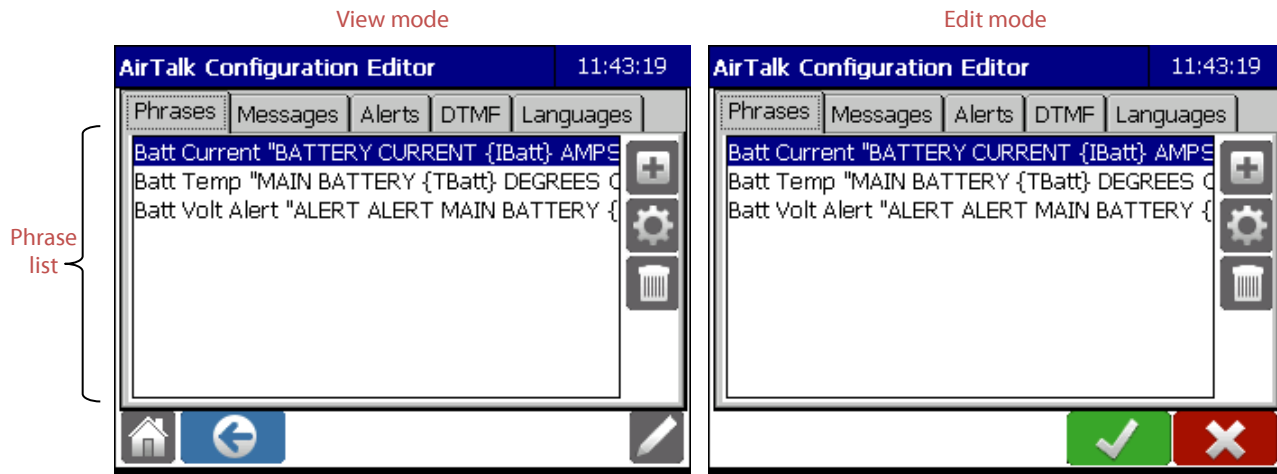 View mode
Edit mode
AirTalk Configuration Editor 11:43:19
Phrases Messages Alerts DTMF Languages
Batt Current "BATTERY CURRENT {IBatt} AMPS
Batt Temp "MAIN BATTERY {TBatt} DEGREES C
Batt Volt Alert "ALERT ALERT MAIN BATTERY {
AirTalk Configuration Editor 11:43:19
Phrases Messages Alerts DTMF Languages
Batt Current "BATTERY CURRENT {IBatt} AMPS
Batt Temp "MAIN BATTERY {TBatt} DEGREES C
Batt Volt Alert "ALERT ALERT MAIN BATTERY {
Phrase
list